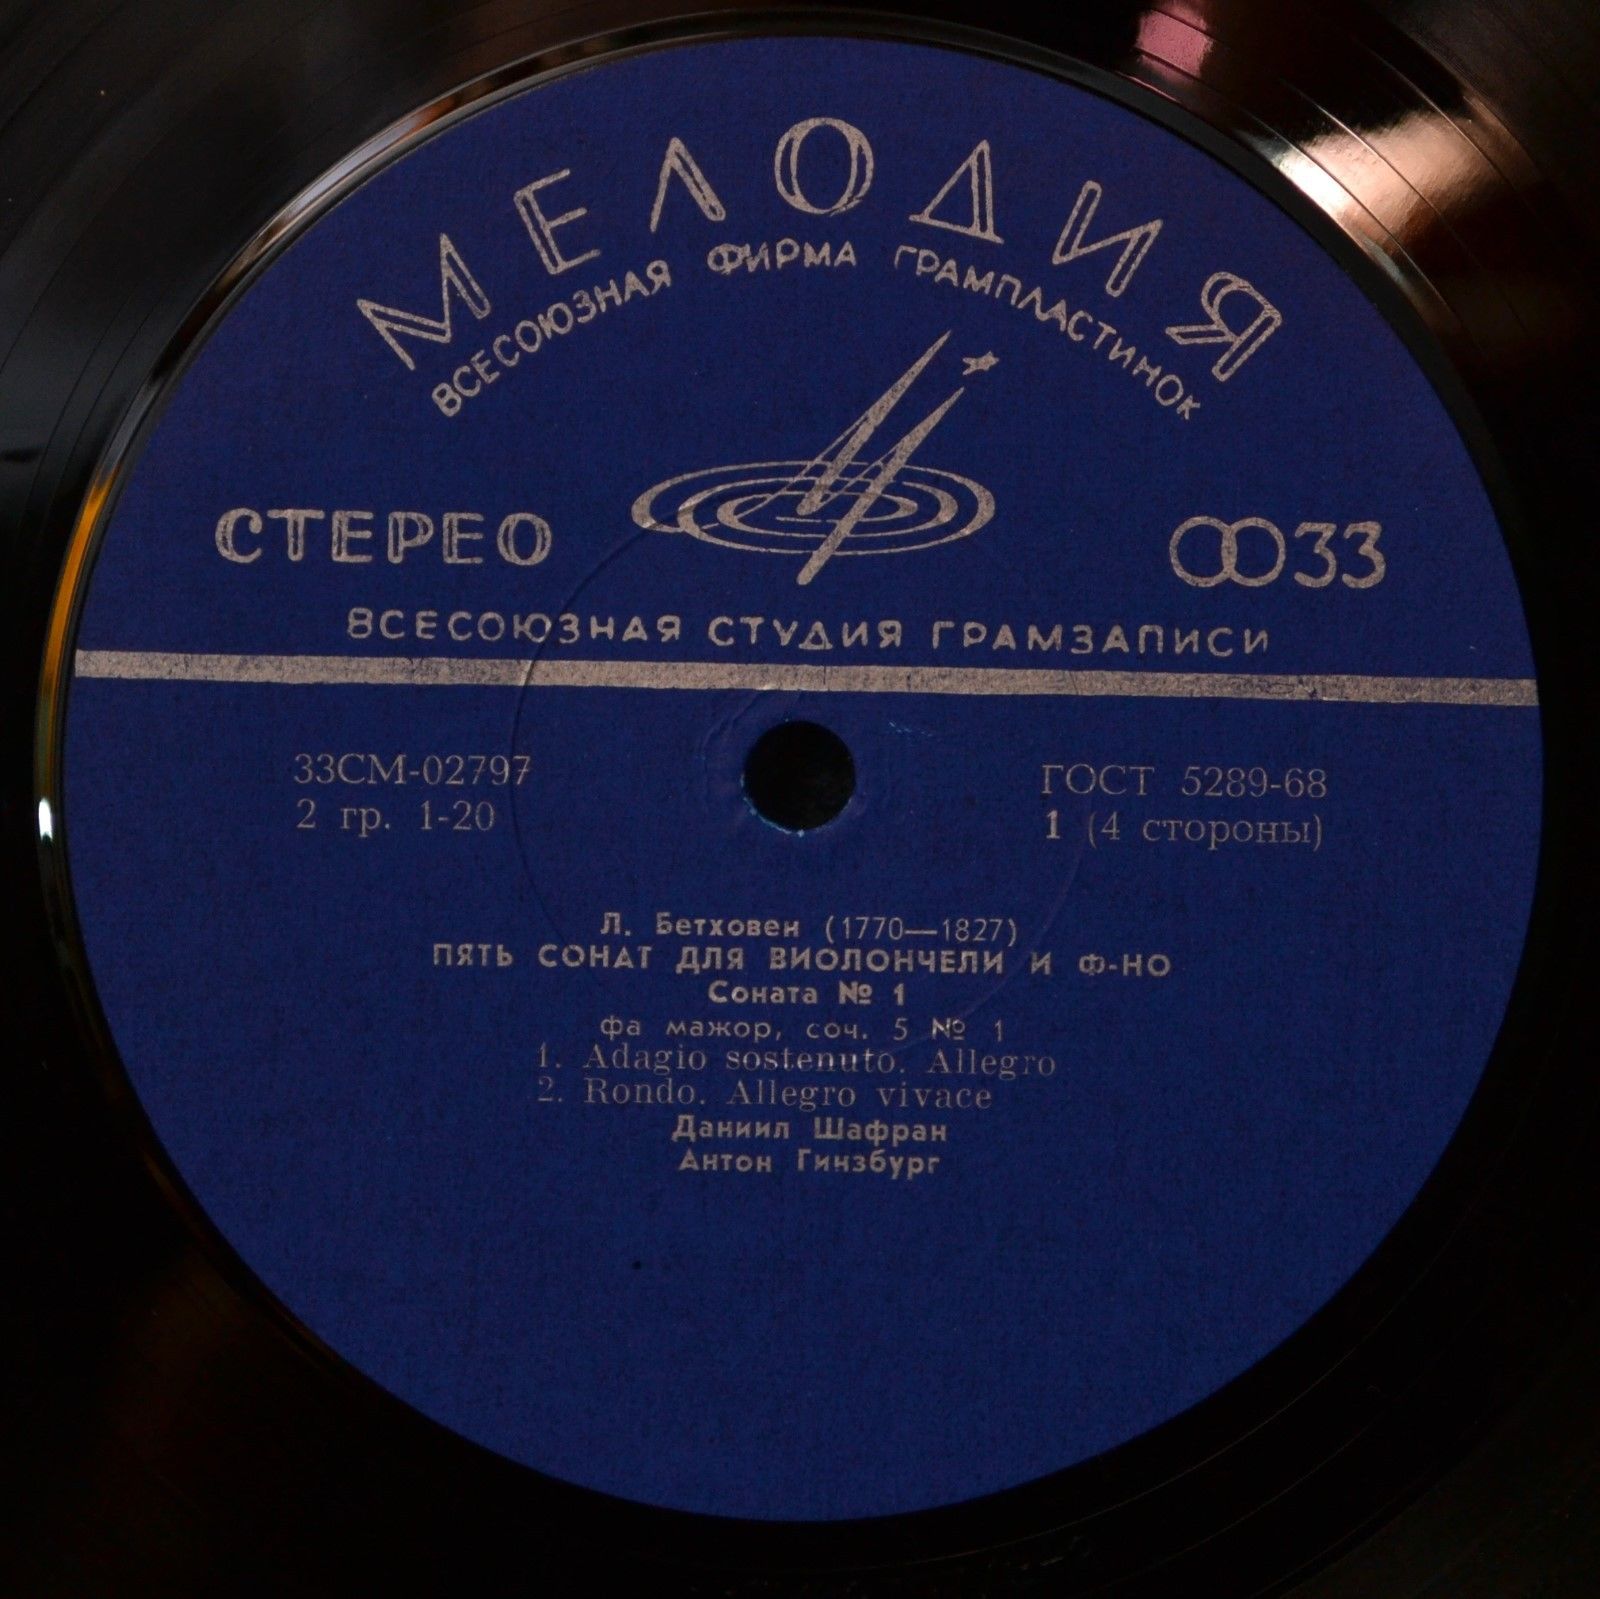 МЕЛОДИЯ
ВСЕСОЮЗНАЯ ФИРМА ГРАМПЛАСТИНОК
СТЕРЕО
33
ВСЕСОЮЗНАЯ СТУДИЯ ГРАМЗАПИСИ
33СМ-02797
ГОСТ 5289-68
2 гр. 1-20
1 (4 стороны)
Л. Бетховен (1770—1827)
ПЯТЬ СОНАТ ДЛЯ ВИОЛОНЧЕЛИ И Ф-НО
Соната № 1
фа мажор, соч. 5 № 1
1. Adagio sostenuto. Allegro
2. Rondo. Allegro vivace
Даниил Шафран
Антон Гинзбург